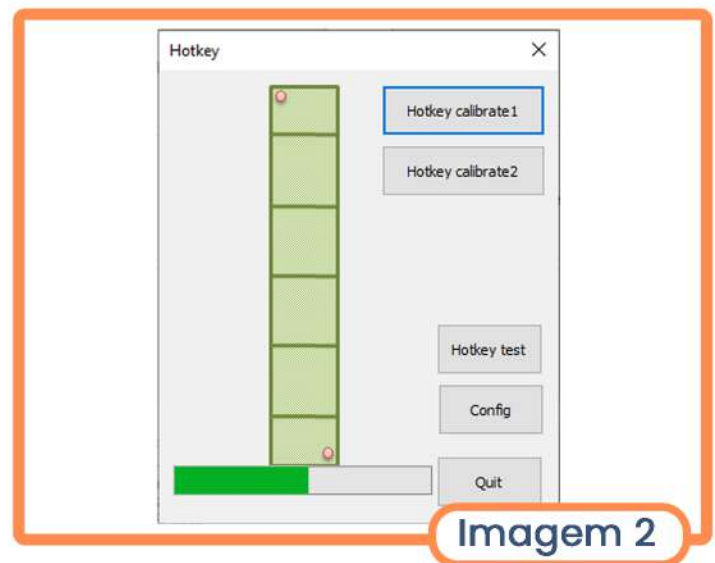 Hotkey
Hotkey calibrate1
Hotkey calibrate2
Hotkey test
Config
Quit
Imagem 2